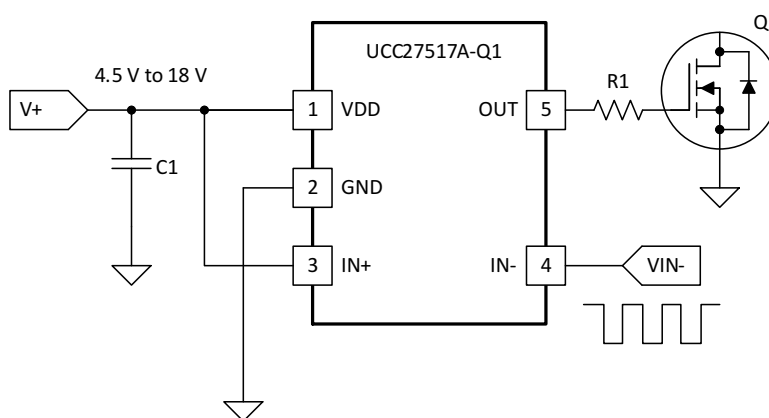 UCC27517A-Q1
Q
4.5 V to 18 V
R1
V+
1
VDD
OUT
5
C1
2
GND
3
IN+
IN-
4
VIN-